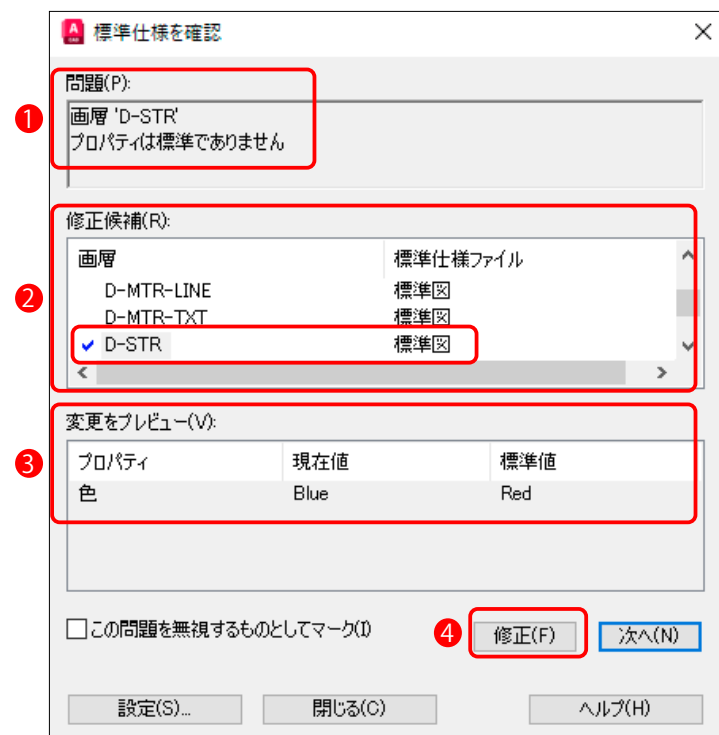 標準仕様を確認
問題(P):
1
画層 'D-STR'
プロパティは標準でありません
修正候補(R):
画層 標準仕様ファイル
D-MTR-LINE 標準図
2
D-MTR-TXT 標準図
D-STR 標準図
変更をプレビュー(V):
3
プロパティ 現在値 標準値
色 Blue Red
この問題を無視するものとしてマーク(I)
4 修正(F) 次へ(N)
設定(S)... 閉じる(C) ヘルプ(H)